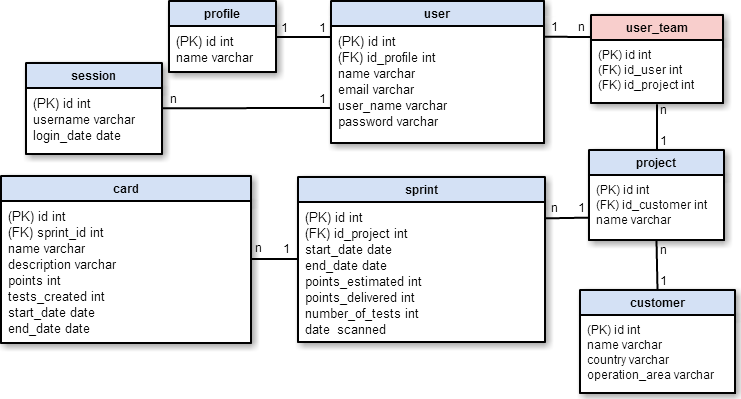 profile
(PK) id int
name varchar
1
1
user
(PK) id int
(FK) id_profile int
name varchar
email varchar
user_name varchar
password varchar
1
n
user_team
(PK) id int
(FK) id_user int
(FK) id_project int
session
(PK) id int
username varchar
login_date date
n
1
n
1
project
(PK) id int
(FK) id_customer int
name varchar
card
(PK) id int
(FK) sprint_id int
name varchar
description varchar
points int
tests_created int
start_date date
end_date date
n
1
sprint
(PK) id int
(FK) id_project int
start_date date
end_date date
points_estimated int
points_delivered int
number_of_tests int
date scanned
n
1
n
1
customer
(PK) id int
name varchar
country varchar
operation_area varchar